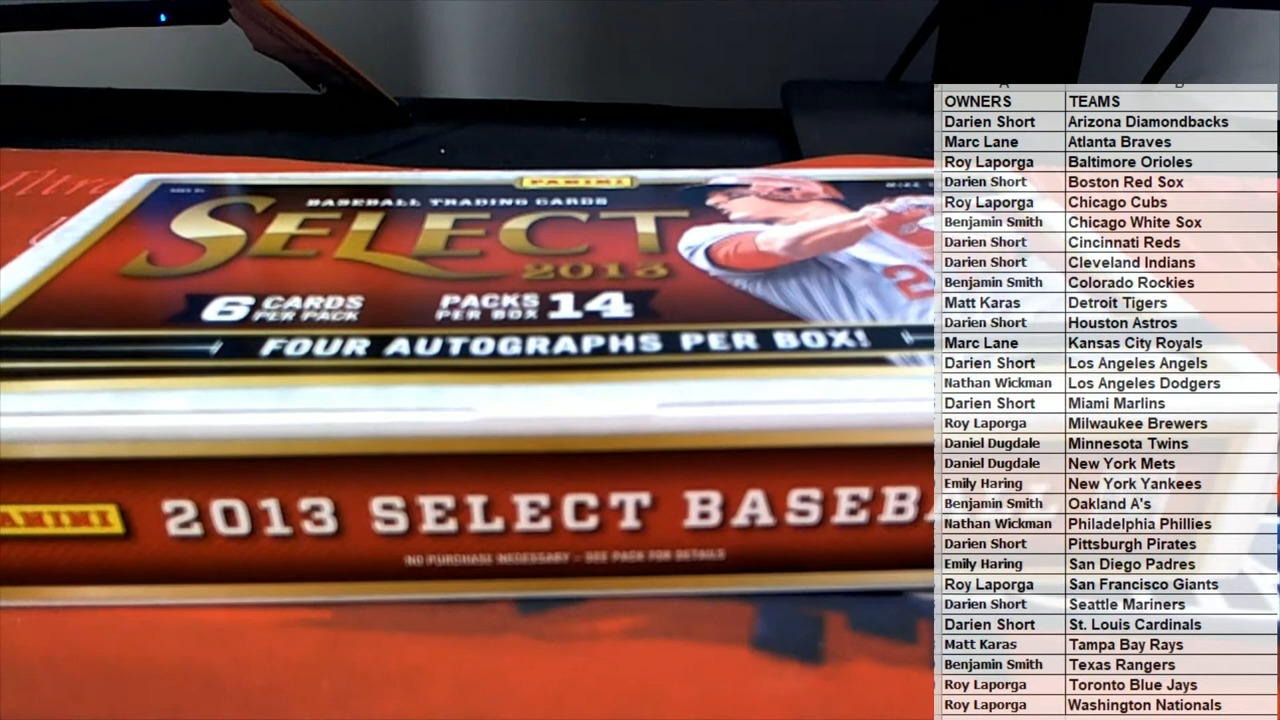 PANINI
BASEBALL TRADING CARDS
SELECT
2013
6 CARDS PER PACK
PACKS PER BOX 14
FOUR AUTOGRAPHS PER BOX!
PANINI 2013 SELECT BASEB
NO PURCHASE NECESSARY - SEE PACK FOR DETAILS
OWNERS TEAMS
Darien Short Arizona Diamondbacks
Marc Lane Atlanta Braves
Roy Laporga Baltimore Orioles
Darien Short Boston Red Sox
Roy Laporga Chicago Cubs
Benjamin Smith Chicago White Sox
Darien Short Cincinnati Reds
Darien Short Cleveland Indians
Benjamin Smith Colorado Rockies
Matt Karas Detroit Tigers
Darien Short Houston Astros
Marc Lane Kansas City Royals
Darien Short Los Angeles Angels
Nathan Wickman Los Angeles Dodgers
Darien Short Miami Marlins
Roy Laporga Milwaukee Brewers
Daniel Dugdale Minnesota Twins
Daniel Dugdale New York Mets
Emily Haring New York Yankees
Benjamin Smith Oakland A's
Nathan Wickman Philadelphia Phillies
Darien Short Pittsburgh Pirates
Emily Haring San Diego Padres
Roy Laporga San Francisco Giants
Darien Short Seattle Mariners
Darien Short St. Louis Cardinals
Matt Karas Tampa Bay Rays
Benjamin Smith Texas Rangers
Roy Laporga Toronto Blue Jays
Roy Laporga Washington Nationals